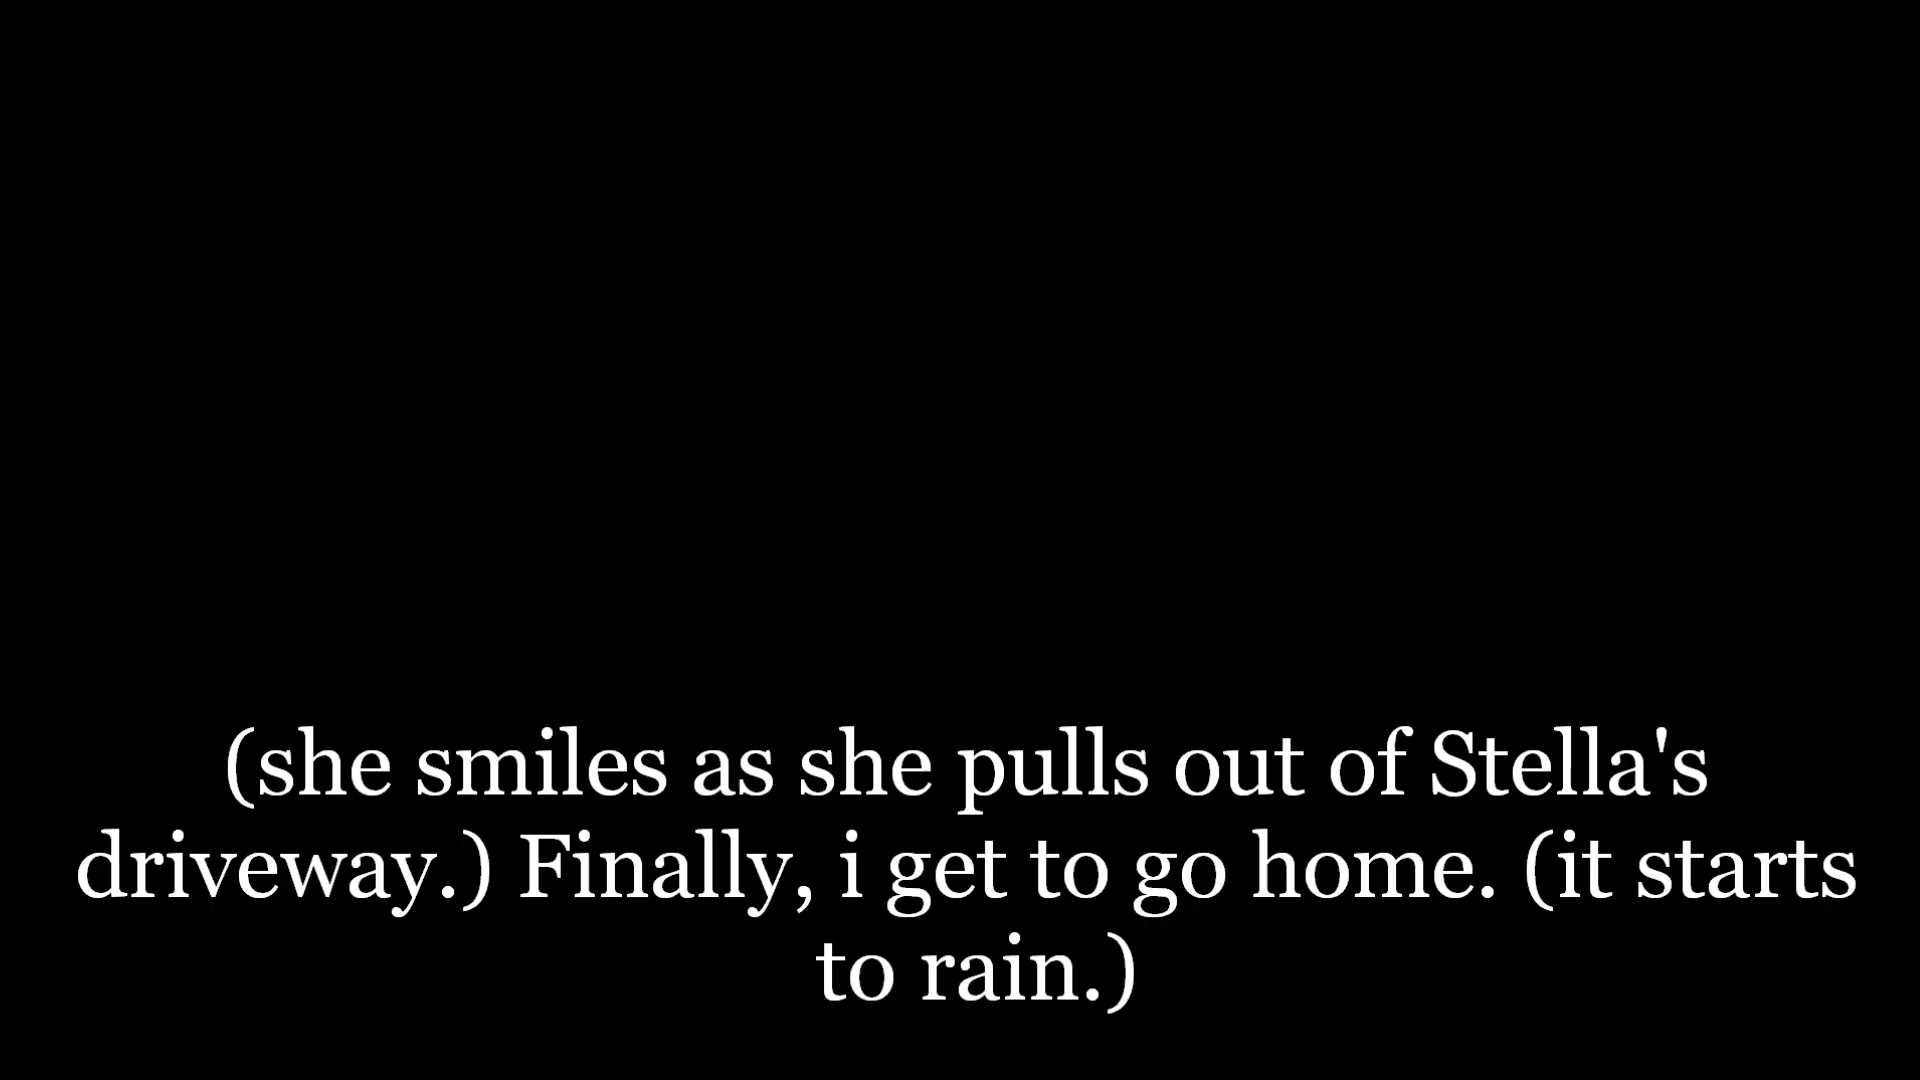 (she smiles as she pulls out of Stella's
driveway.) Finally, i get to go home. (it starts
to rain.)